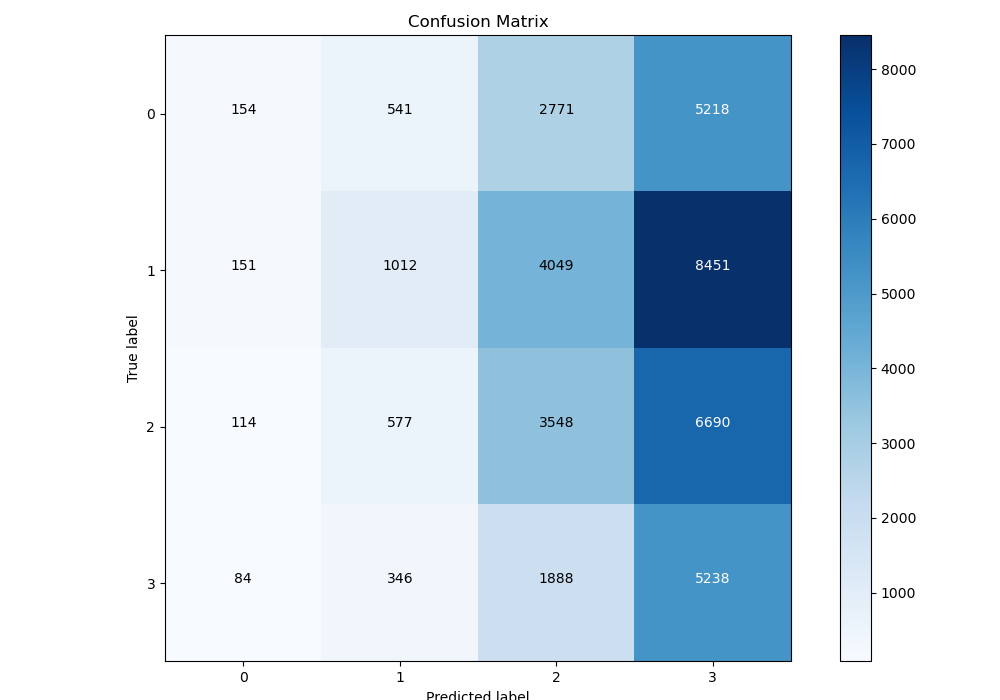 Confusion Matrix
0 154 541 2771 5218
1 151 1012 4049 8451
2 114 577 3548 6690
3 84 346 1888 5238
0 1 2 3
True label
Predicted label
8000
7000
6000
5000
4000
3000
2000
1000